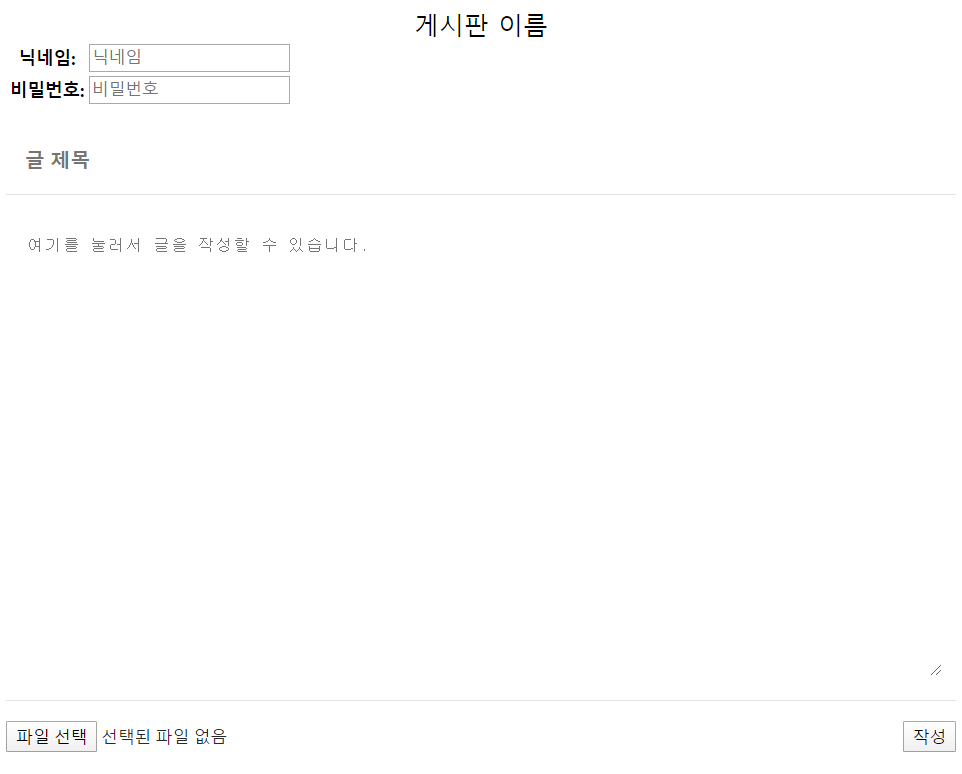 게시판 이름
닉네임: 닉네임
비밀번호: 비밀번호
글 제목
여기를 눌러서 글을 작성할 수 있습니다.
파일 선택 선택된 파일 없음 작성